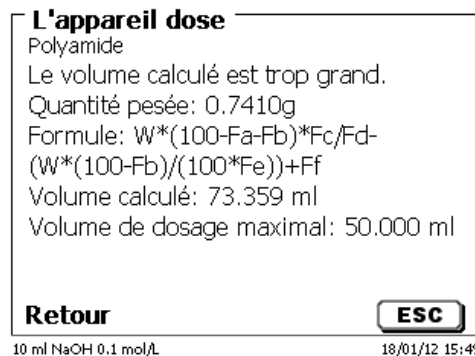 L'appareil dose
Polyamide
Le volume calculé est trop grand.
Quantité pesée: 0.7410g
Formule: W*(100-Fa-Fb)*Fc/Fd-
(W*(100-Fb)/(100*Fe))+Ff
Volume calculé: 73.359 ml
Volume de dosage maximal: 50.000 ml
Retour
ESC
10 ml NaOH 0.1 mol/L
18/01/12 15:49